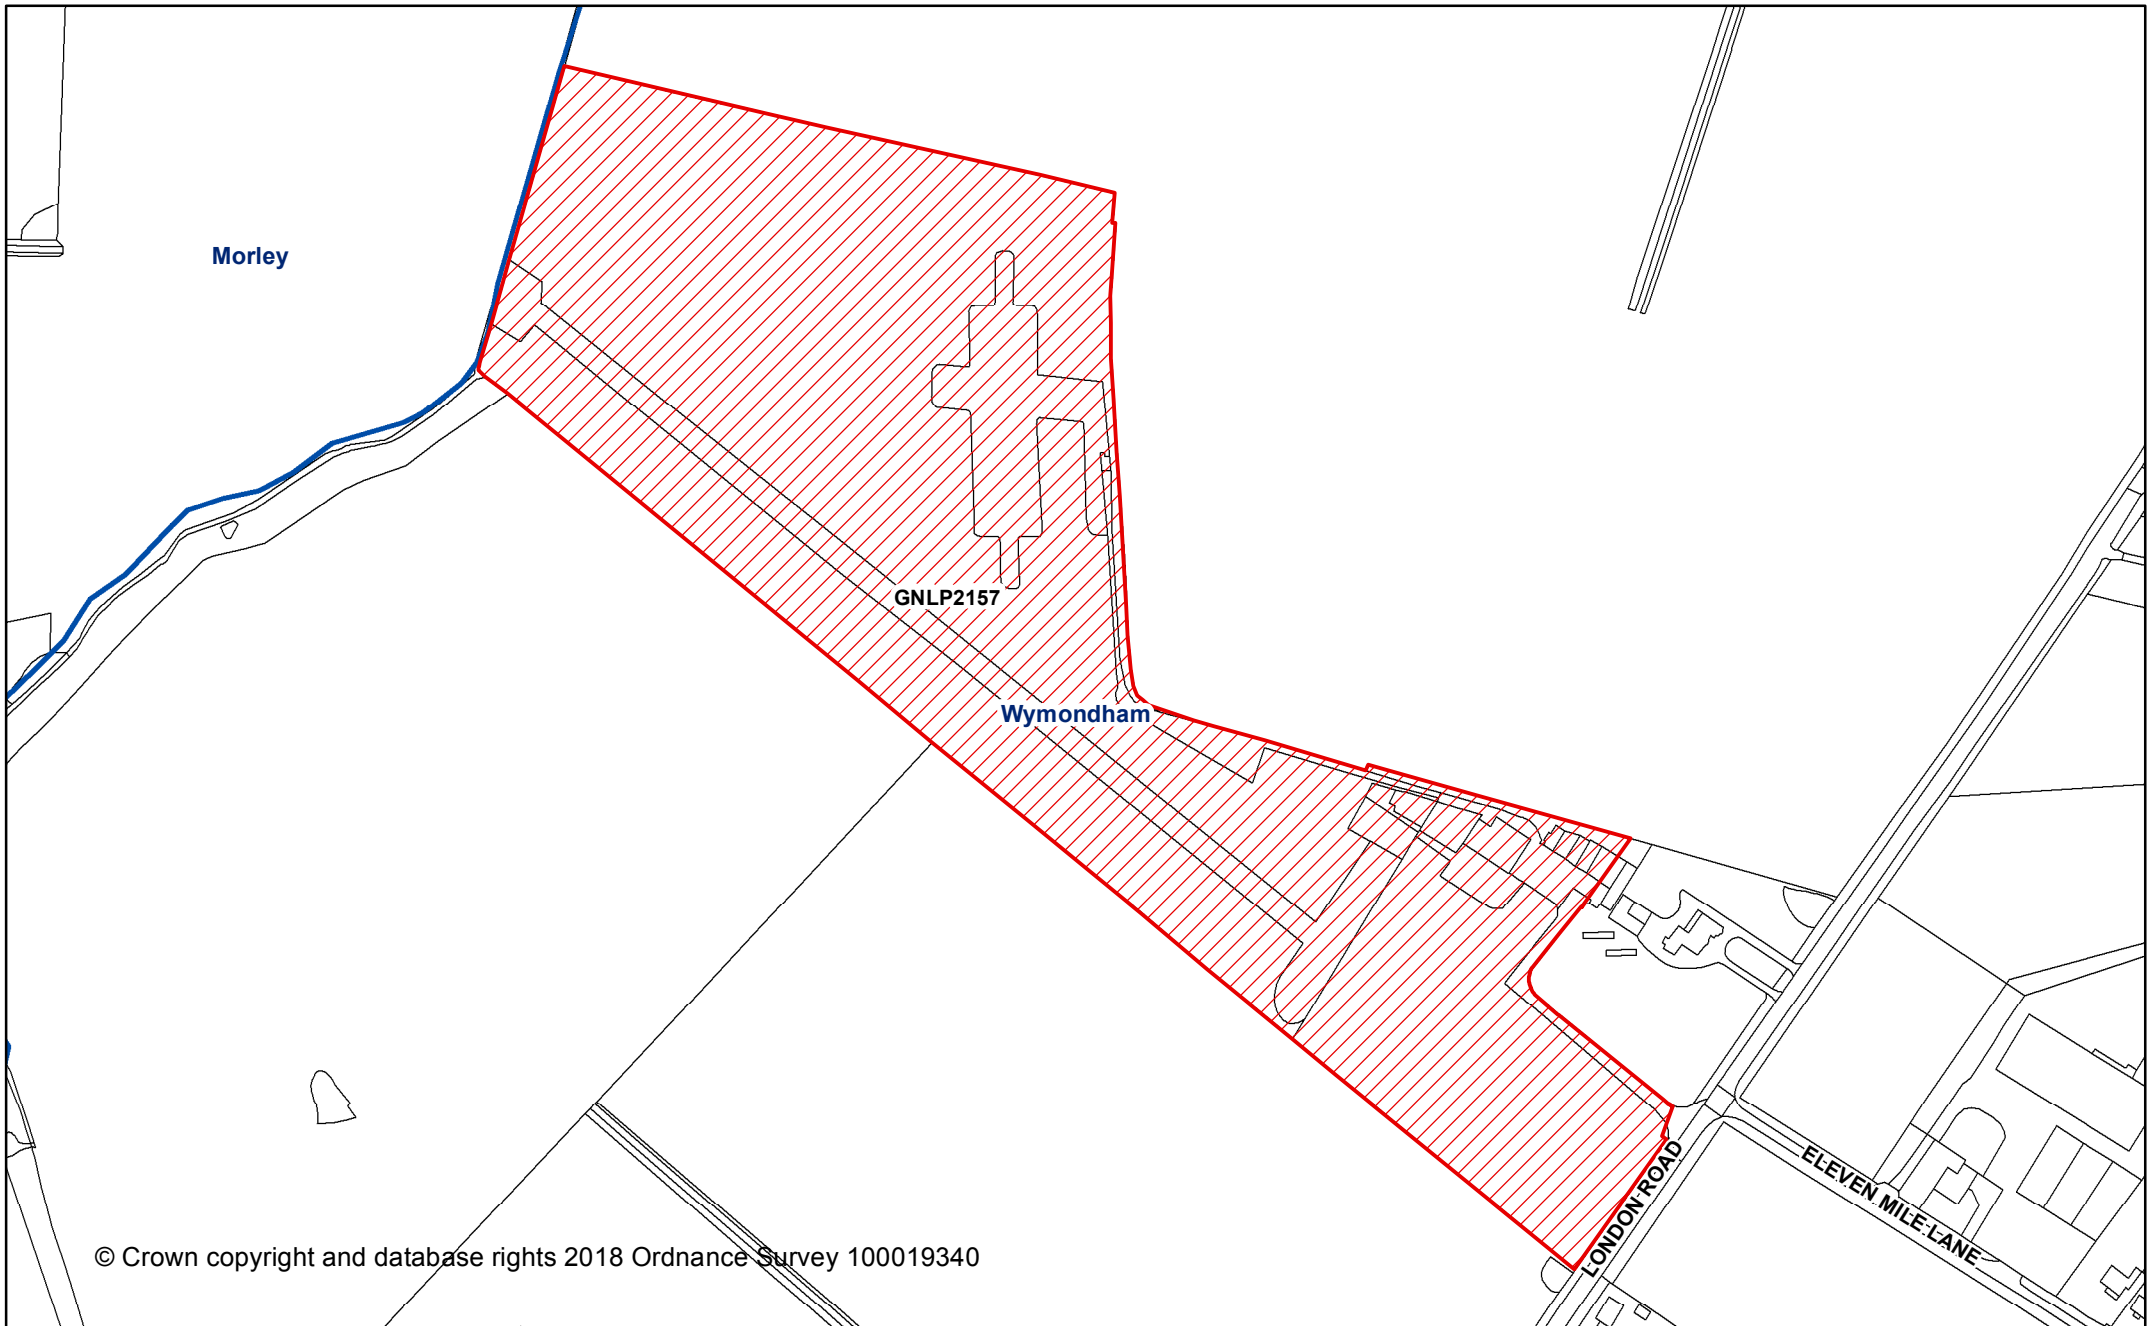 Morley
GNLP2157
Wymondham
LONDON ROAD
ELEVEN MILE LANE
© Crown copyright and database rights 2018 Ordnance Survey 100019340